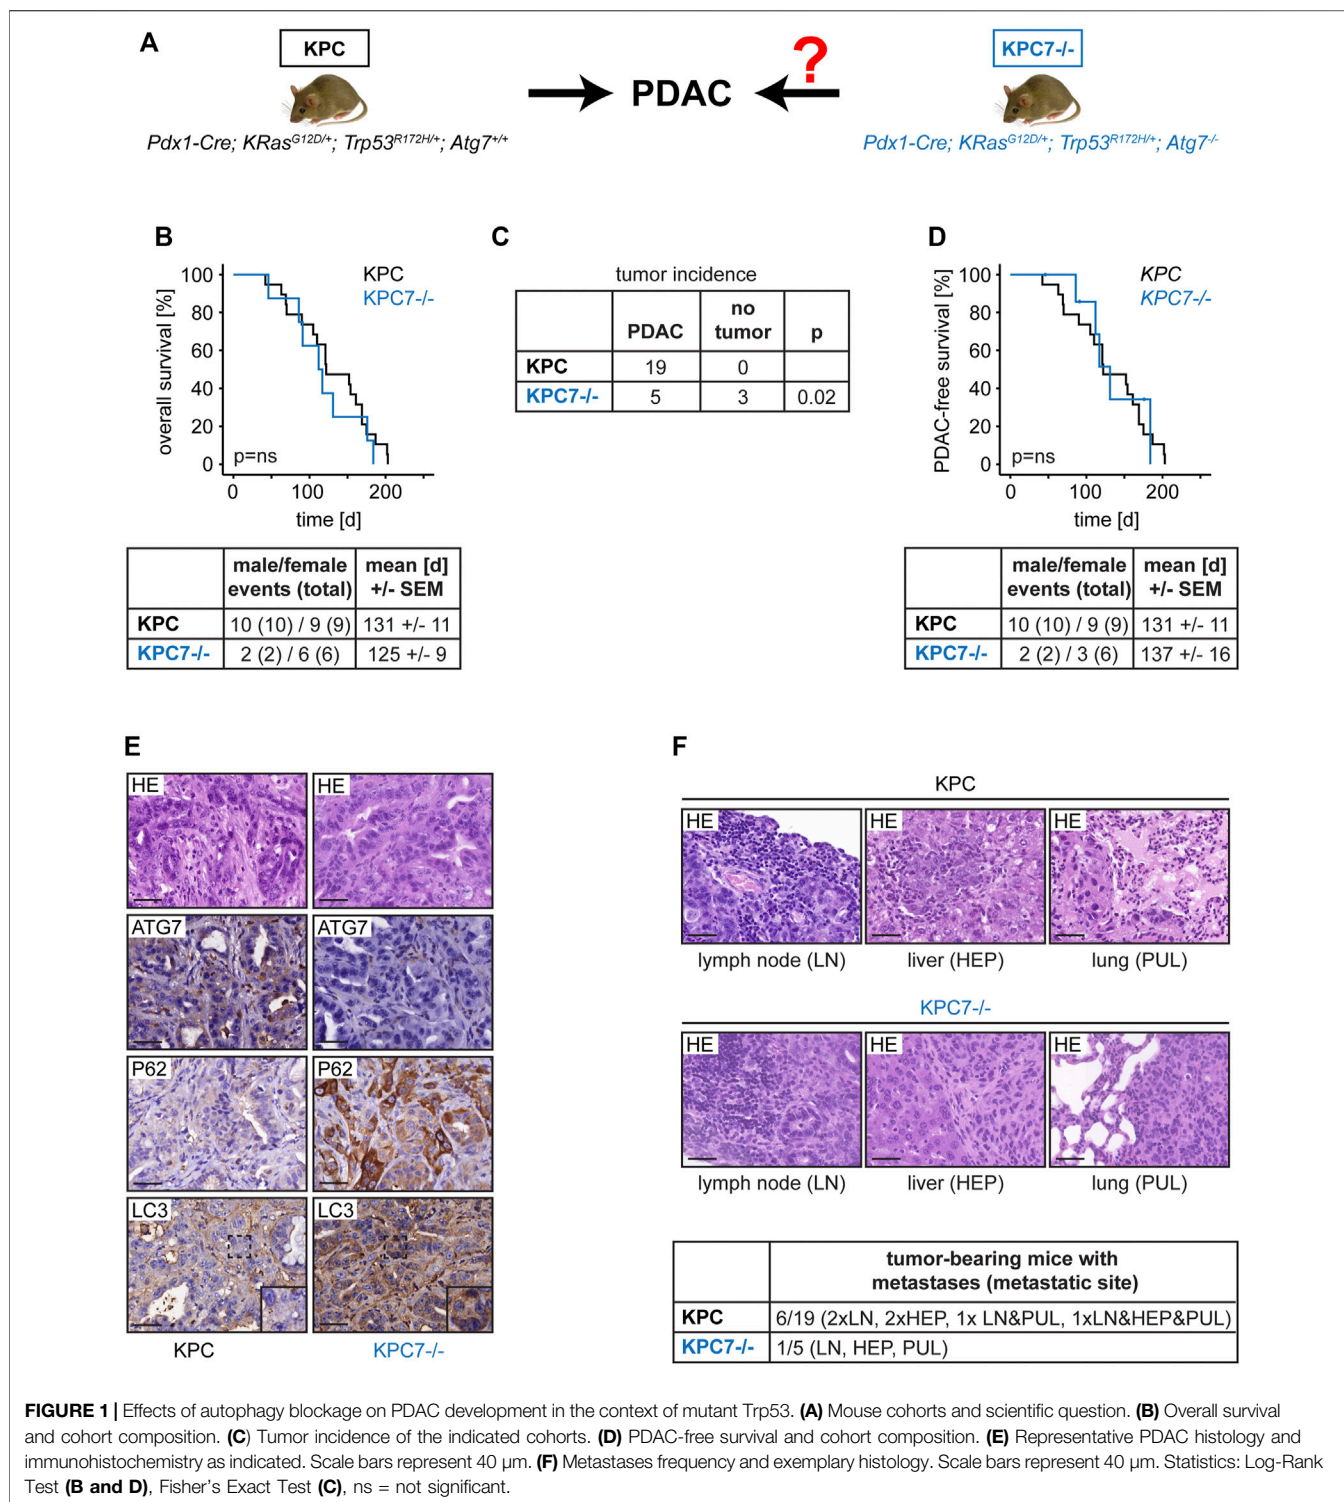 A
KPC
KPC7-/-
?
PDAC
Pdx1-Cre; KRasG12D/+; Trp53R172H/+; Atg7+/+
Pdx1-Cre; KRasG12D/+; Trp53R172H/+; Atg7-/-
B
overall survival [%]
100
80
60
40
20
0
KPC
KPC7-/-
p=ns
0 100 200
time [d]
male/female events (total) mean [d] +/- SEM
KPC 10 (10) / 9 (9) 131 +/- 11
KPC7-/- 2 (2) / 6 (6) 125 +/- 9
C
tumor incidence
PDAC no tumor p
KPC 19 0
KPC7-/- 5 3 0.02
D
PDAC-free survival [%]
100
80
60
40
20
0
KPC
KPC7-/-
p=ns
0 100 200
time [d]
male/female events (total) mean [d] +/- SEM
KPC 10 (10) / 9 (9) 131 +/- 11
KPC7-/- 2 (2) / 3 (6) 137 +/- 16
E
HE HE
ATG7
P62 P62
LC3 LC3
KPC KPC7-/-
F
KPC
HE HE HE
lymph node (LN) liver (HEP) lung (PUL)
KPC7-/-
HE HE HE
lymph node (LN) liver (HEP) lung (PUL)
tumor-bearing mice with
metastases (metastatic site)
KPC 6/19 (2xLN, 2xHEP, 1x LN&PUL, 1xLN&HEP&PUL)
KPC7-/- 1/5 (LN, HEP, PUL)
FIGURE 1 | Effects of autophagy blockage on PDAC development in the context of mutant Trp53. (A) Mouse cohorts and scientific question. (B) Overall survival
and cohort composition. (C) Tumor incidence of the indicated cohorts. (D) PDAC-free survival and cohort composition. (E) Representative PDAC histology and
immunohistochemistry as indicated. Scale bars represent 40 µm. (F) Metastases frequency and exemplary histology. Scale bars represent 40 µm. Statistics: Log-Rank
Test (B and D), Fisher's Exact Test (C), ns = not significant.